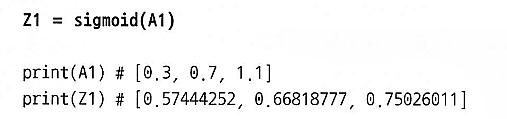 Z1 = sigmoid(A1)
print(A1) # [0.3, 0.7, 1.1]
print(Z1) # [0.57444252, 0.66818777, 0.75026011]